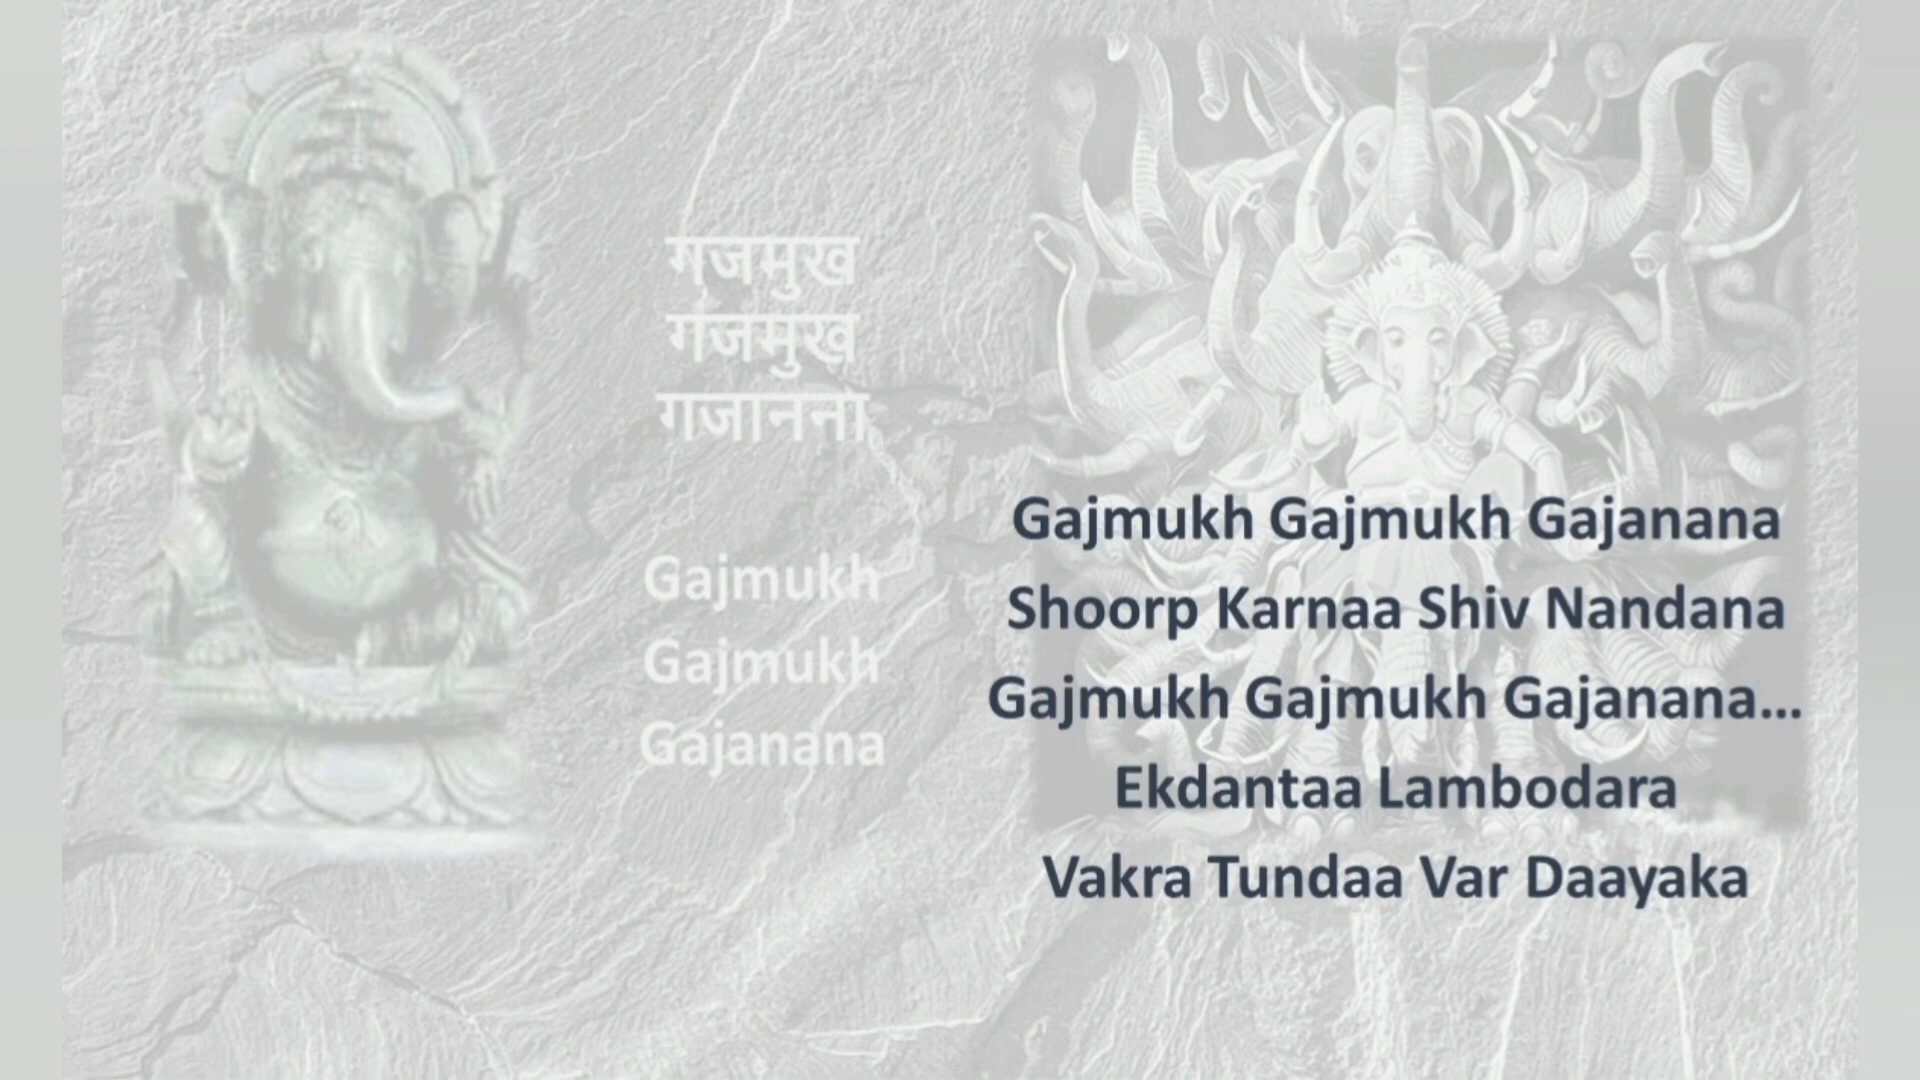 गजमुख
गजमुख
गजानना
Gajmukh
Gajmukh
Gajanana
Gajmukh Gajmukh Gajanana
Shoorp Karnaa Shiv Nandana
Gajmukh Gajmukh Gajanana...
Ekdantaa Lambodara
Vakra Tundaa Var Daayaka